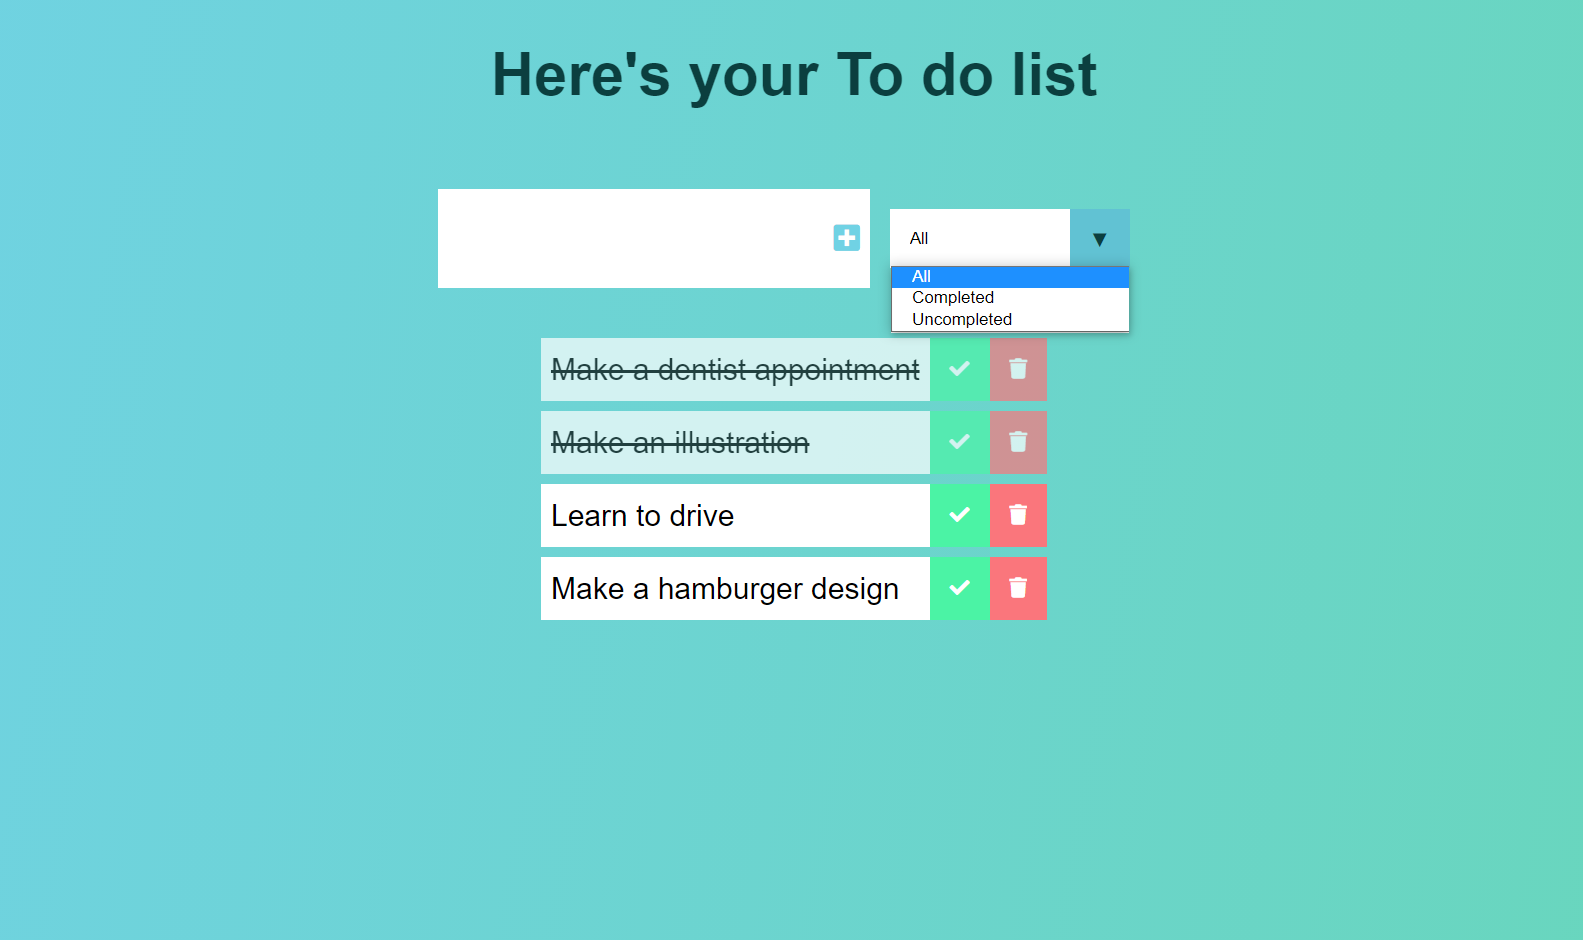 Here's your To do list
All
All
Completed
Uncompleted
Make a dentist appointment
Make an illustration
Learn to drive
Make a hamburger design